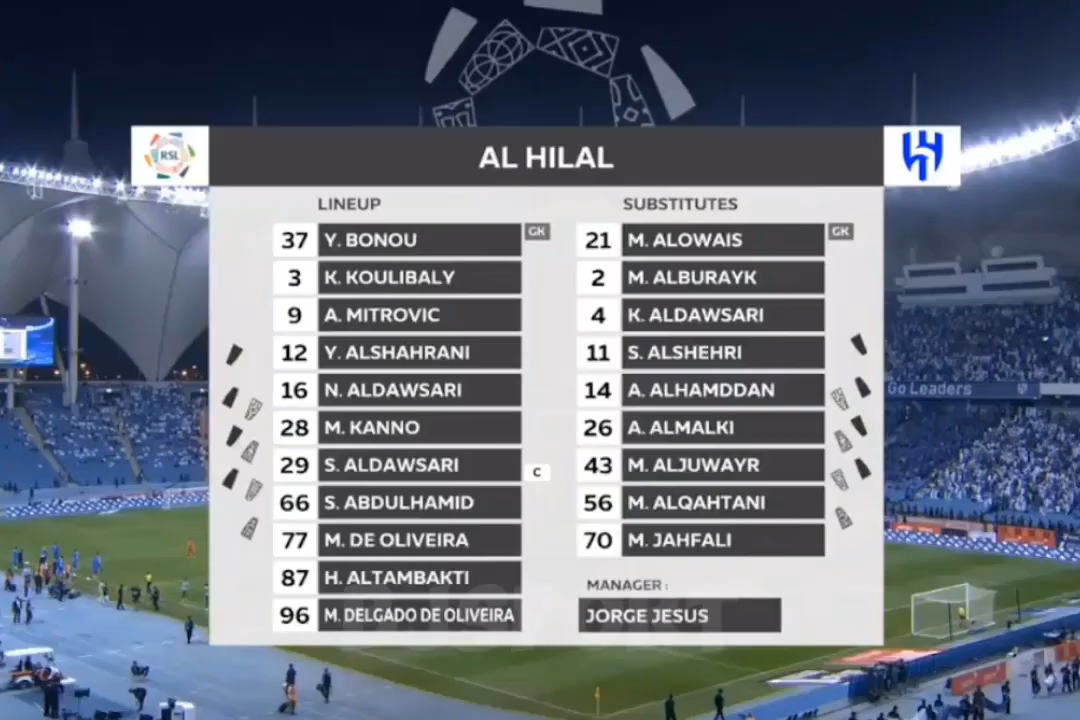 RSL
AL HILAL
LINEUP
37 Y. BONOU GK
3 K. KOULIBALY
9 A. MITROVIC
12 Y. ALSHAHRANI
16 N. ALDAWSARI
28 M. KANNO
29 S. ALDAWSARI C
66 S. ABDULHAMID
77 M. DE OLIVEIRA
87 H. ALTAMBAKTI
96 M. DELGADO DE OLIVEIRA
SUBSTITUTES
21 M. ALOWAIS GK
2 M. ALBURAYK
4 K. ALDAWSARI
11 S. ALSHEHRI
14 A. ALHAMDDAN
26 A. ALMALKI
43 M. ALJUWAYR
56 M. ALQAHTANI
70 M. JAHFALI
MANAGER :
JORGE JESUS
Go Leaders